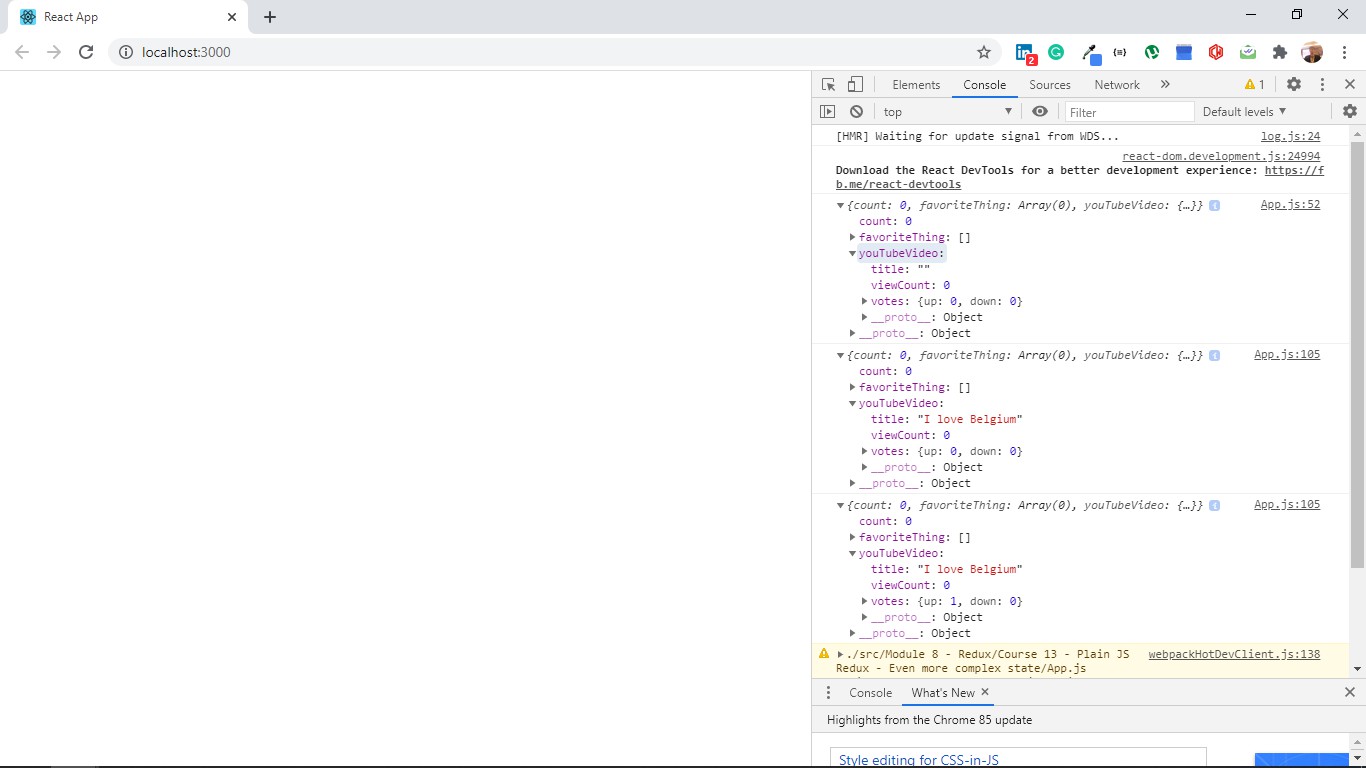 React App
localhost:3000
2
Elements Console Sources Network » 1
top Filter Default levels
[HMR] Waiting for update signal from WDS... log.js:24
react-dom.development.js:24994
Download the React DevTools for a better development experience: https://f
b.me/react-devtools
{count: 0, favoriteThing: Array(0), youTubeVideo: {…}} i App.js:52
count: 0
favoriteThing: []
youTubeVideo:
title: ""
viewCount: 0
votes: {up: 0, down: 0}
__proto__: Object
__proto__: Object
{count: 0, favoriteThing: Array(0), youTubeVideo: {…}} i App.js:105
count: 0
favoriteThing: []
youTubeVideo:
title: "I love Belgium"
viewCount: 0
votes: {up: 0, down: 0}
__proto__: Object
__proto__: Object
{count: 0, favoriteThing: Array(0), youTubeVideo: {…}} i App.js:105
count: 0
favoriteThing: []
youTubeVideo:
title: "I love Belgium"
viewCount: 0
votes: {up: 1, down: 0}
__proto__: Object
__proto__: Object
./src/Module 8 - Redux/Course 13 - Plain JS webpackHotDevClient.js:138
Redux - Even more complex state/App.js
Console What's New
Highlights from the Chrome 85 update
Style editing for CSS-in-JS